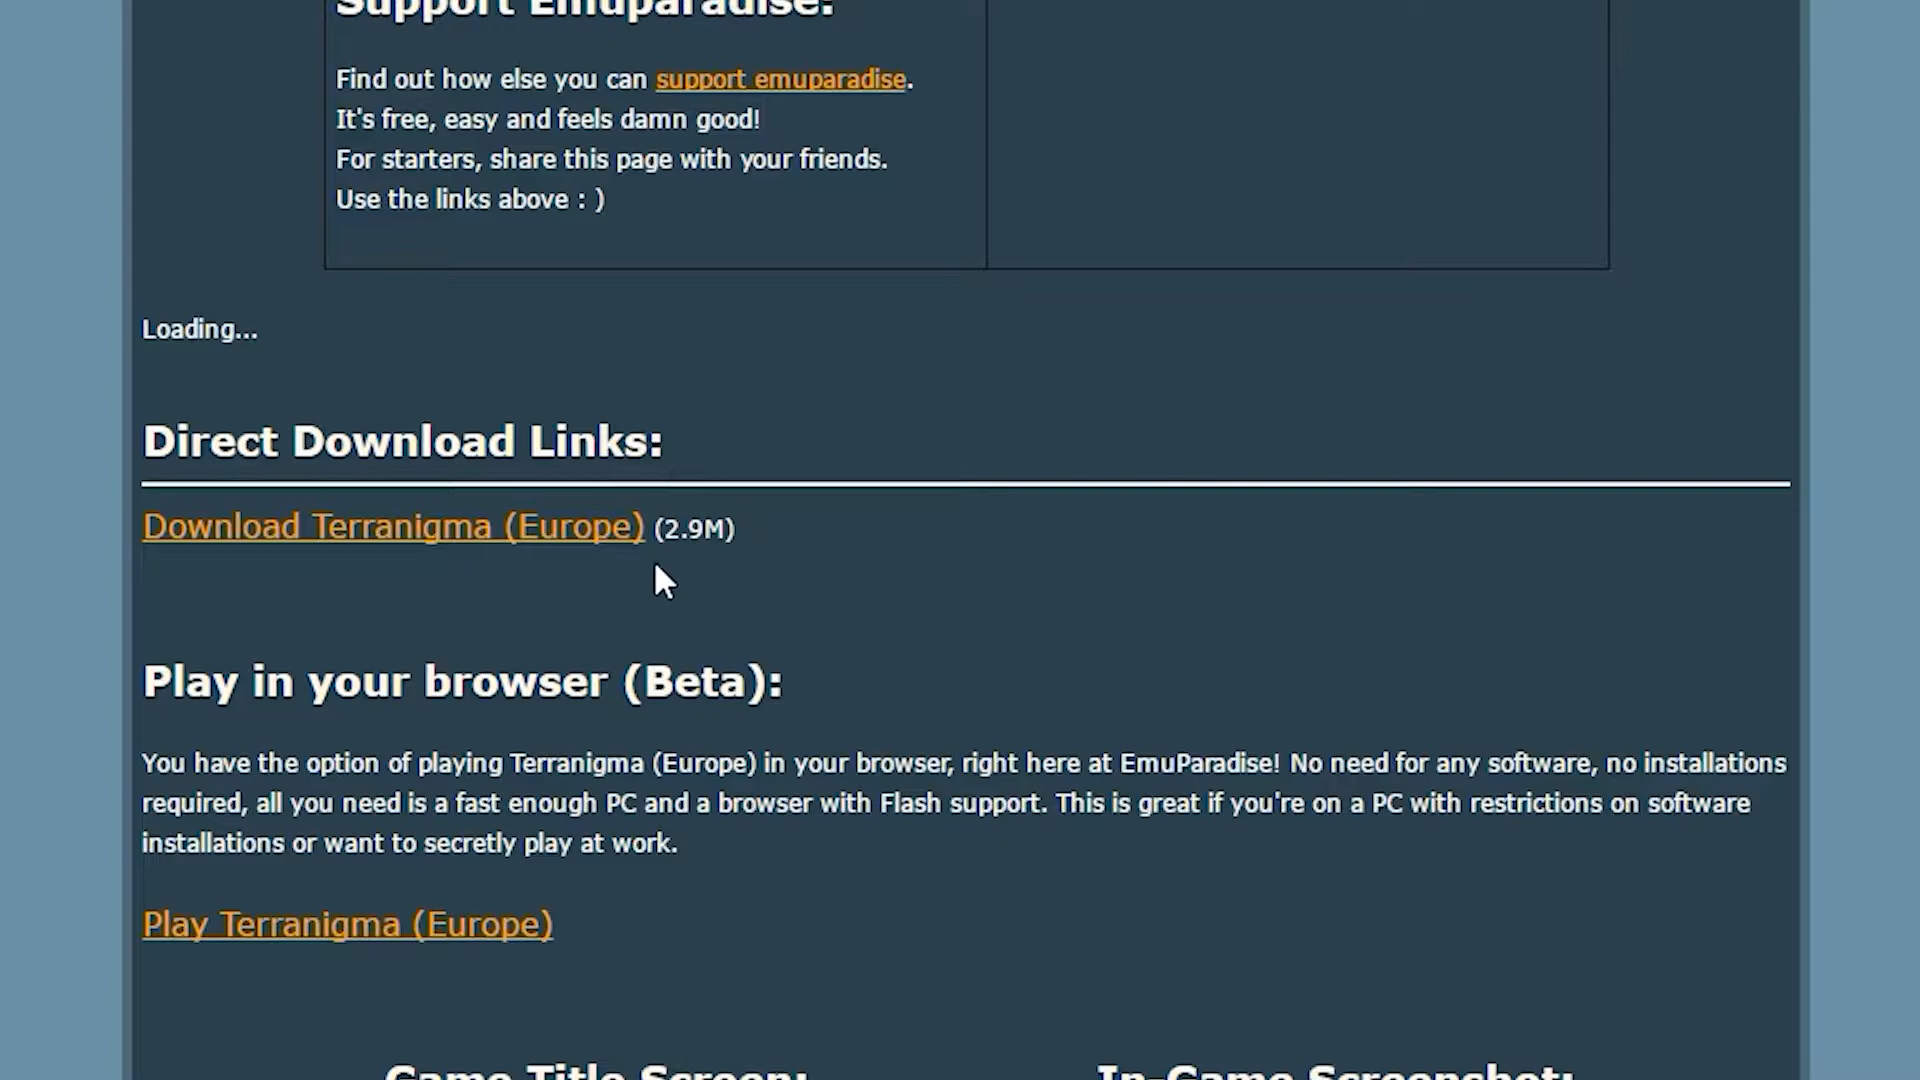 Support Emuparadise:
Find out how else you can support emuparadise.
It's free, easy and feels damn good!
For starters, share this page with your friends.
Use the links above : )
Loading...
Direct Download Links:
Download Terranigma (Europe) (2.9M)
Play in your browser (Beta):
You have the option of playing Terranigma (Europe) in your browser, right here at EmuParadise! No need for any software, no installations
required, all you need is a fast enough PC and a browser with Flash support. This is great if you're on a PC with restrictions on software
installations or want to secretly play at work.
Play Terranigma (Europe)
Game Title Screen:
In-Game Screenshot: